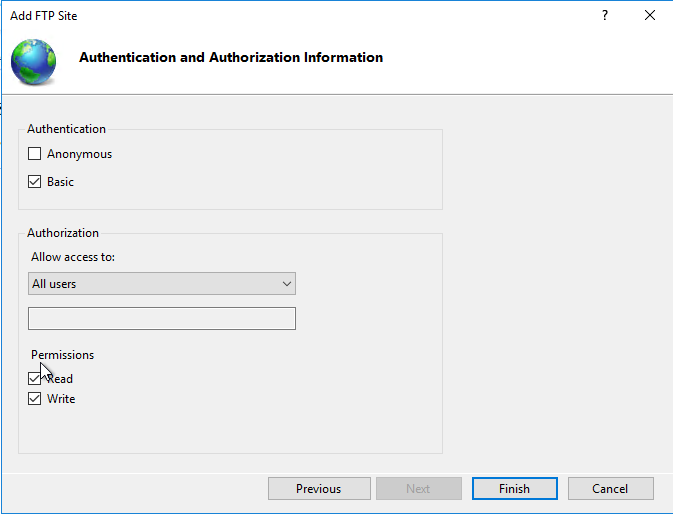 Add FTP Site
?
Authentication and Authorization Information
Authentication
Anonymous
Basic
Authorization
Allow access to:
All users
Permissions
Read
Write
Previous
Next
Finish
Cancel